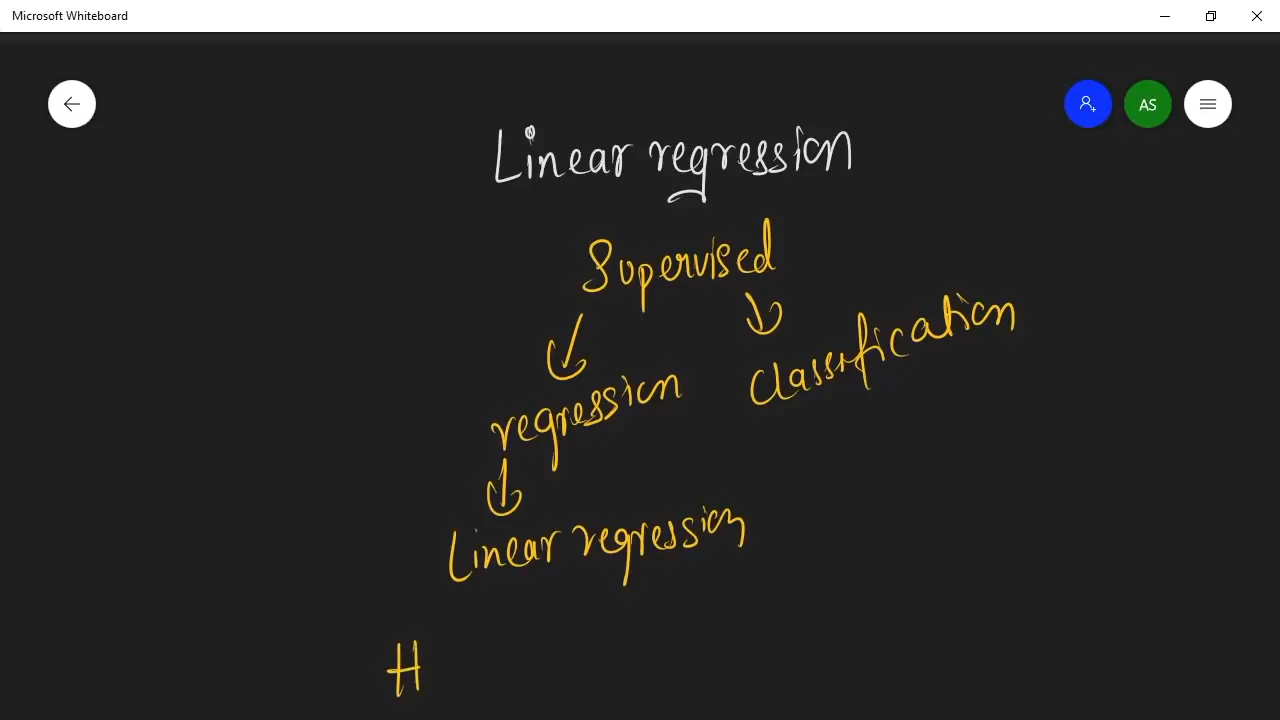 Microsoft Whiteboard
AS
Linear regression
Supervised
regression classification
Linear regression
H